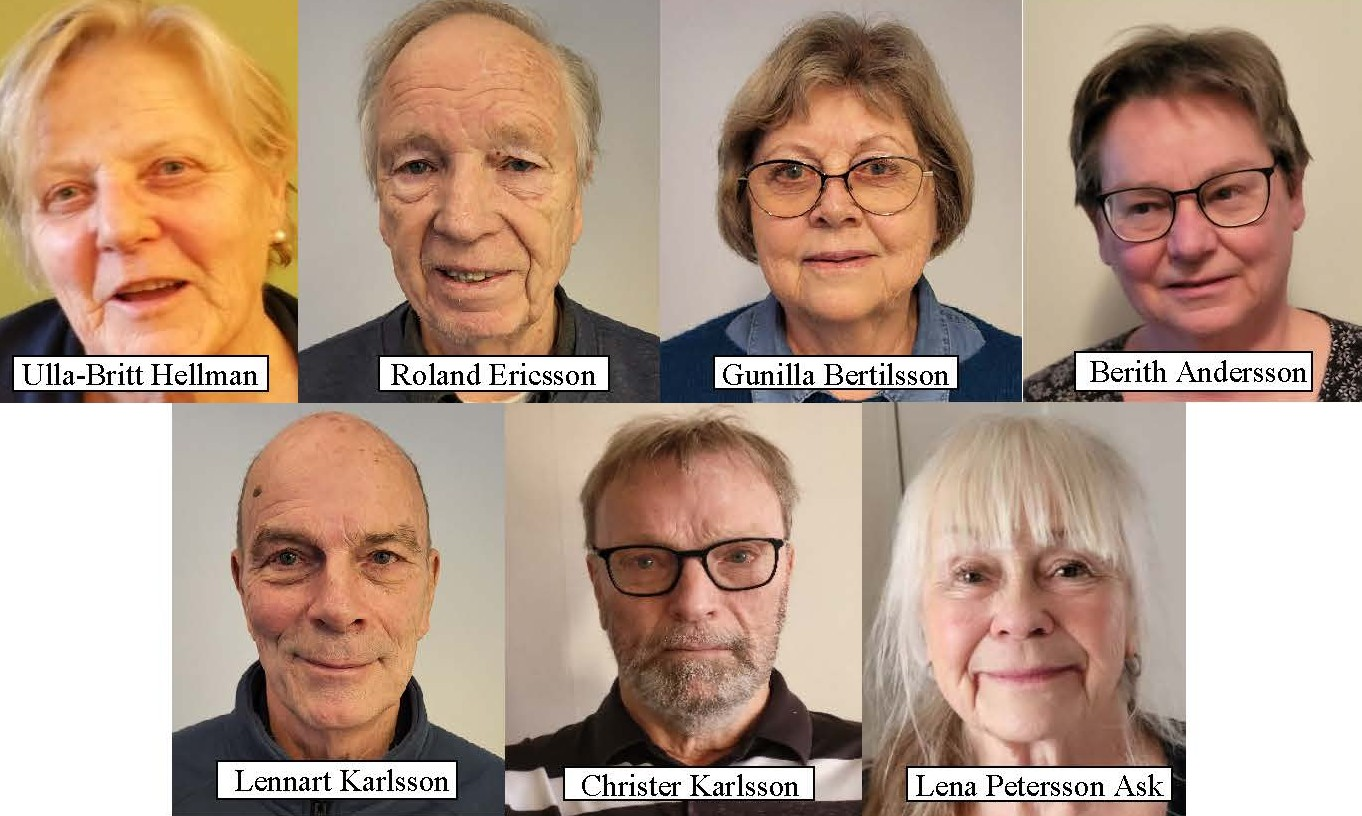 Ulla-Britt Hellman
Roland Ericsson
Gunilla Bertilsson
Berith Andersson
Lennart Karlsson
Christer Karlsson
Lena Petersson Ask